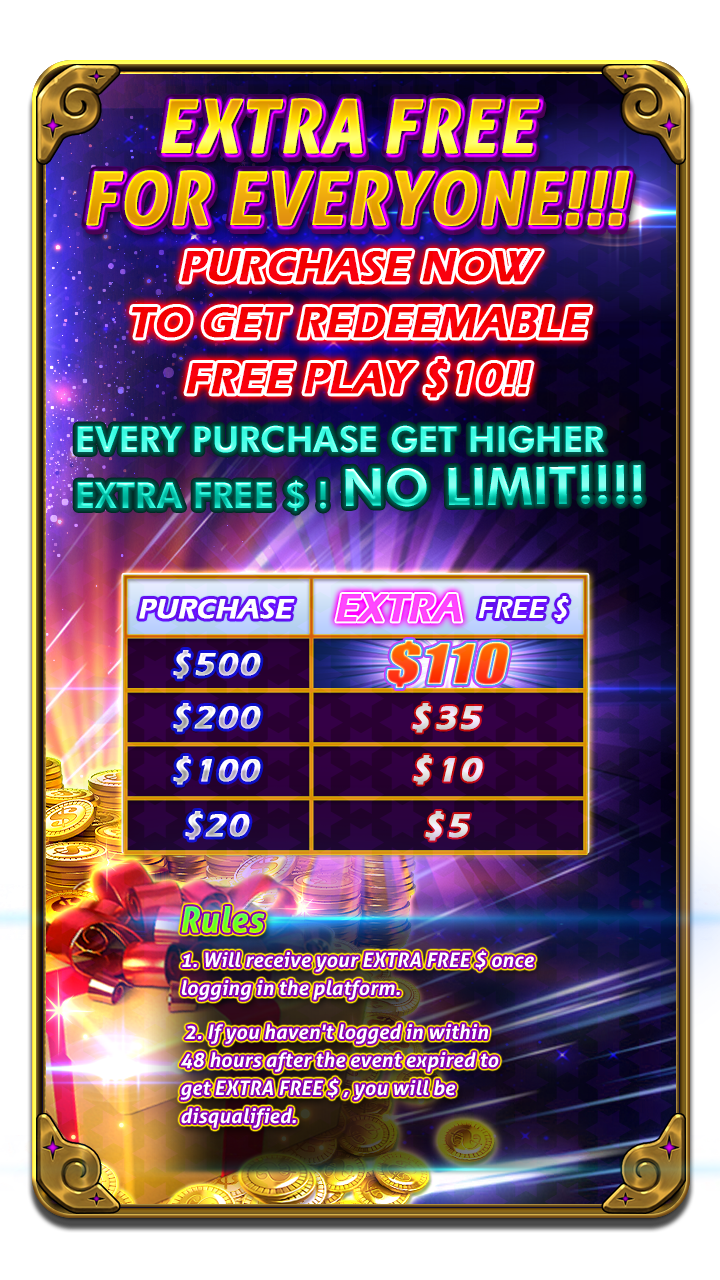 EXTRA FREE
FOR EVERYONE!!!
PURCHASE NOW
TO GET REDEEMABLE
FREE PLAY $10!!
EVERY PURCHASE GET HIGHER
EXTRA FREE $ ! NO LIMIT!!!!
PURCHASE EXTRA FREE $
$500 $110
$200 $35
$100 $10
$20 $5
Rules
1. Will receive your EXTRA FREE $ once
logging in the platform.
2. If you haven't logged in within
48 hours after the event expired to
get EXTRA FREE $ , you will be
disqualified.